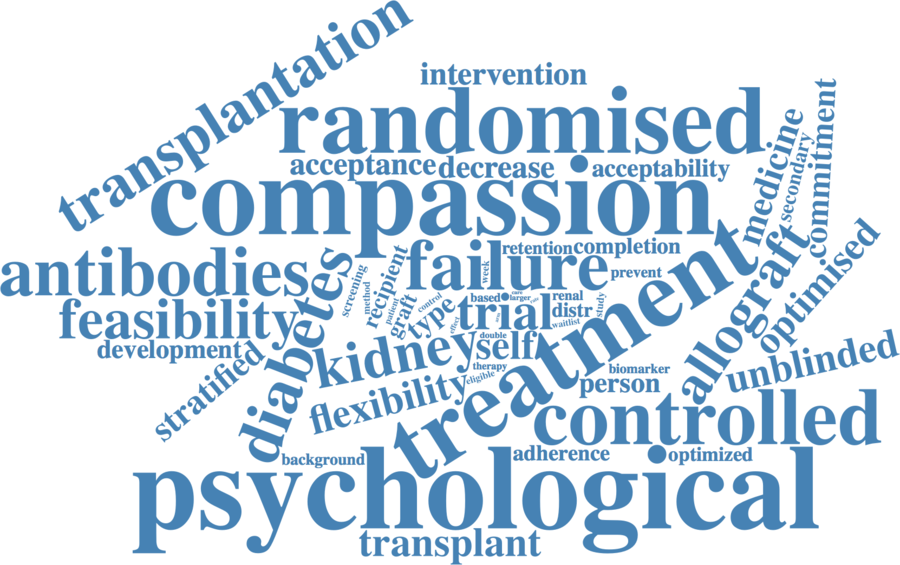 transplantation
intervention
randomised
acceptance
decrease
acceptability
compassion
medicine
secondary
commitment
antibodies
diabetes
screening
recipient
failure
retention
completion
week
prevent
allograft
optimised
feasibility
method
patient
graft
control
type
effect
based
care
larger
renal
trial
distr
study
waitlist
treatment
development
stratified
kidney
double
self
therapy
eligible
flexibility
biomarker
person
unblinded
controlled
background
adherence
optimized
psychological
transplant